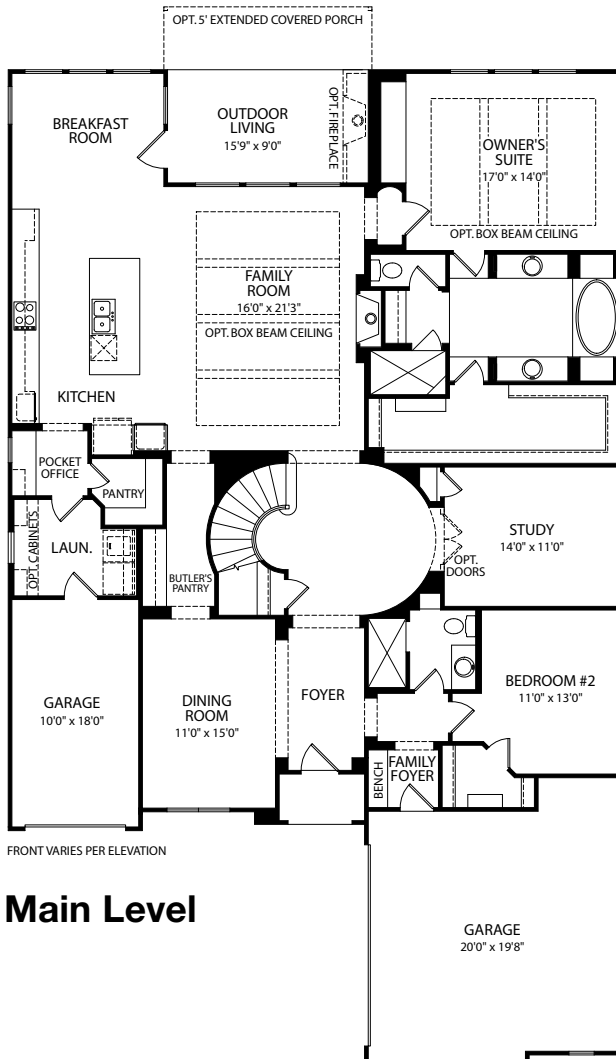 OPT. 5' EXTENDED COVERED PORCH
BREAKFAST
ROOM
OUTDOOR
LIVING
15'9" x 9'0"
OPT. FIREPLACE
OWNER'S
SUITE
17'0" x 14'0"
OPT. BOX BEAM CEILING
FAMILY
ROOM
16'0" x 21'3"
OPT. BOX BEAM CEILING
KITCHEN
POCKET
OFFICE
PANTRY
OPT. CABINETS
LAUN.
BUTLER'S
PANTRY
STUDY
14'0" x 11'0"
OPT.
DOORS
GARAGE
10'0" x 18'0"
DINING
ROOM
11'0" x 15'0"
FOYER
BEDROOM #2
11'0" x 13'0"
BENCH
FAMILY
FOYER
FRONT VARIES PER ELEVATION
Main Level
GARAGE
20'0" x 19'8"